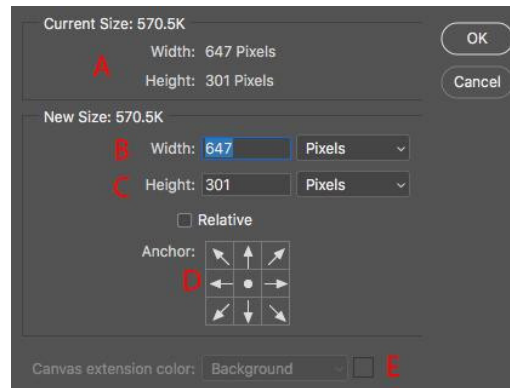 Current Size: 570.5K
OK
A
Width: 647 Pixels
Height: 301 Pixels
Cancel
New Size: 570.5K
B Width: 647 Pixels
C Height: 301 Pixels
Relative
Anchor:
D
Canvas extension color: Background E